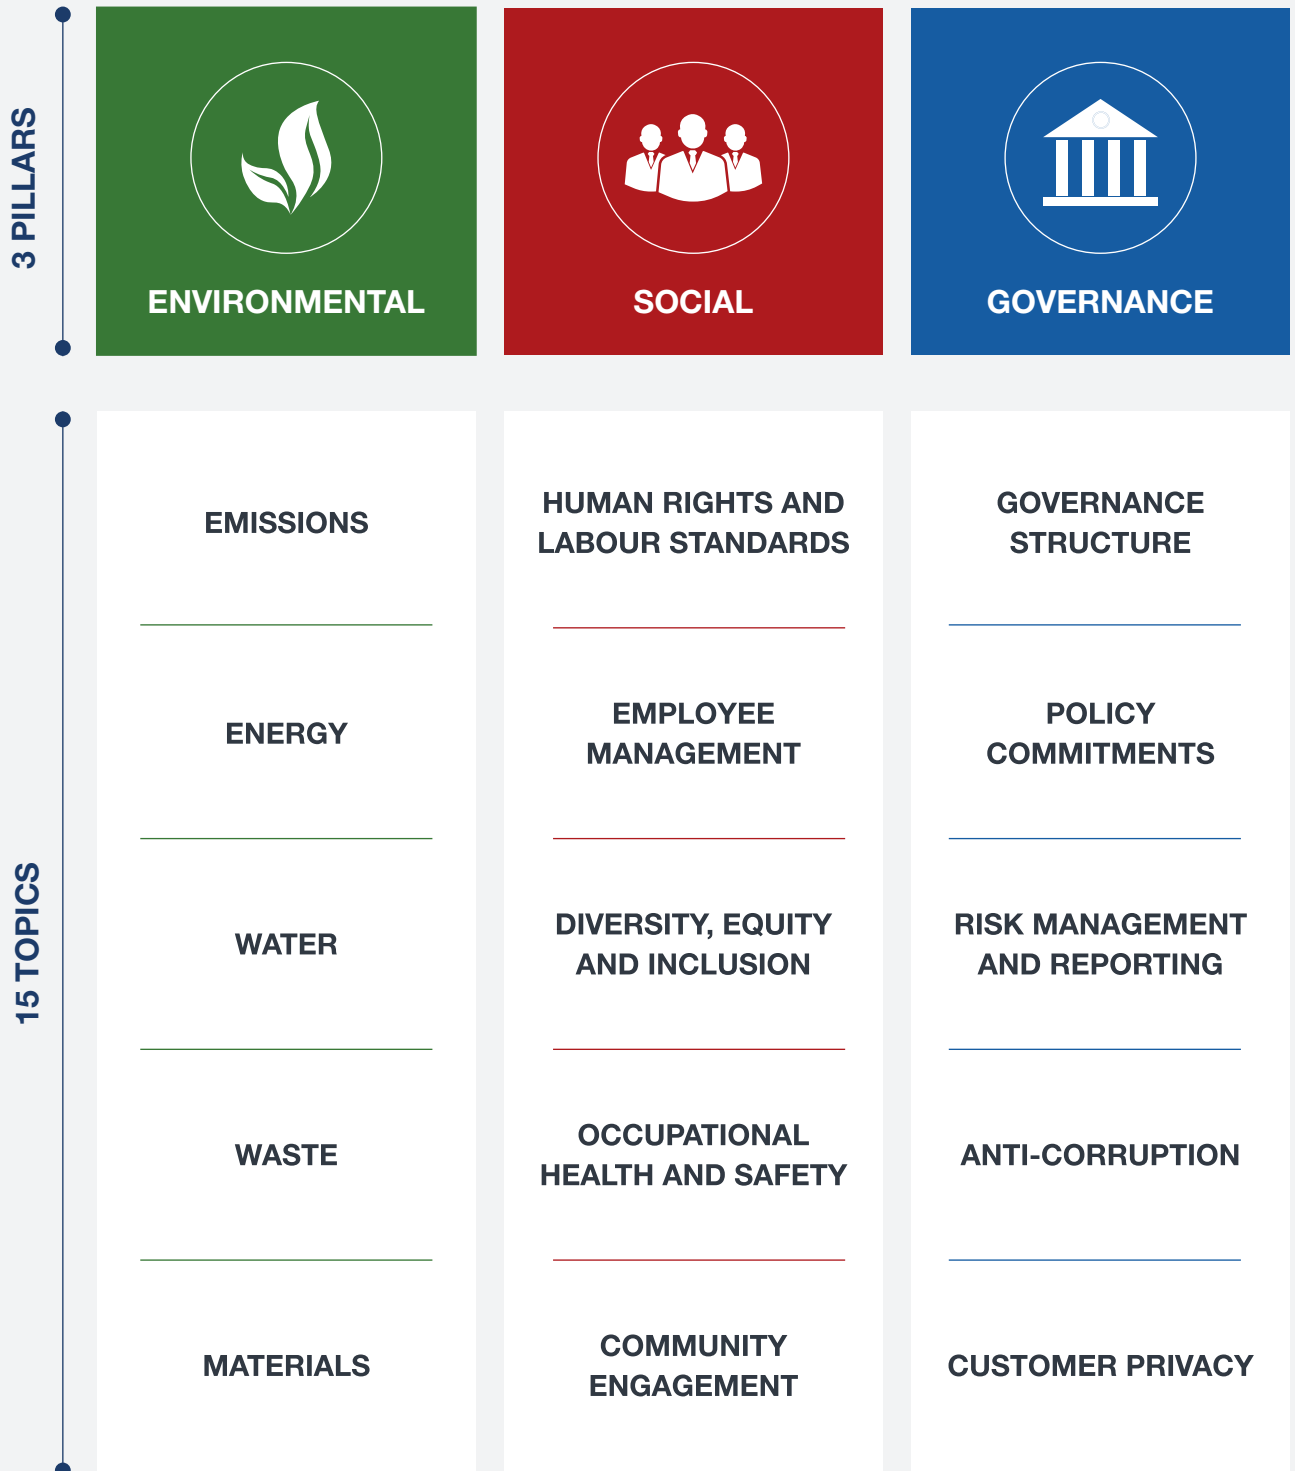 3 PILLARS
ENVIRONMENTAL
SOCIAL
GOVERNANCE
15 TOPICS
EMISSIONS
ENERGY
WATER
WASTE
MATERIALS
HUMAN RIGHTS AND
LABOUR STANDARDS
EMPLOYEE
MANAGEMENT
DIVERSITY, EQUITY
AND INCLUSION
OCCUPATIONAL
HEALTH AND SAFETY
COMMUNITY
ENGAGEMENT
GOVERNANCE
STRUCTURE
POLICY
COMMITMENTS
RISK MANAGEMENT
AND REPORTING
ANTI-CORRUPTION
CUSTOMER PRIVACY